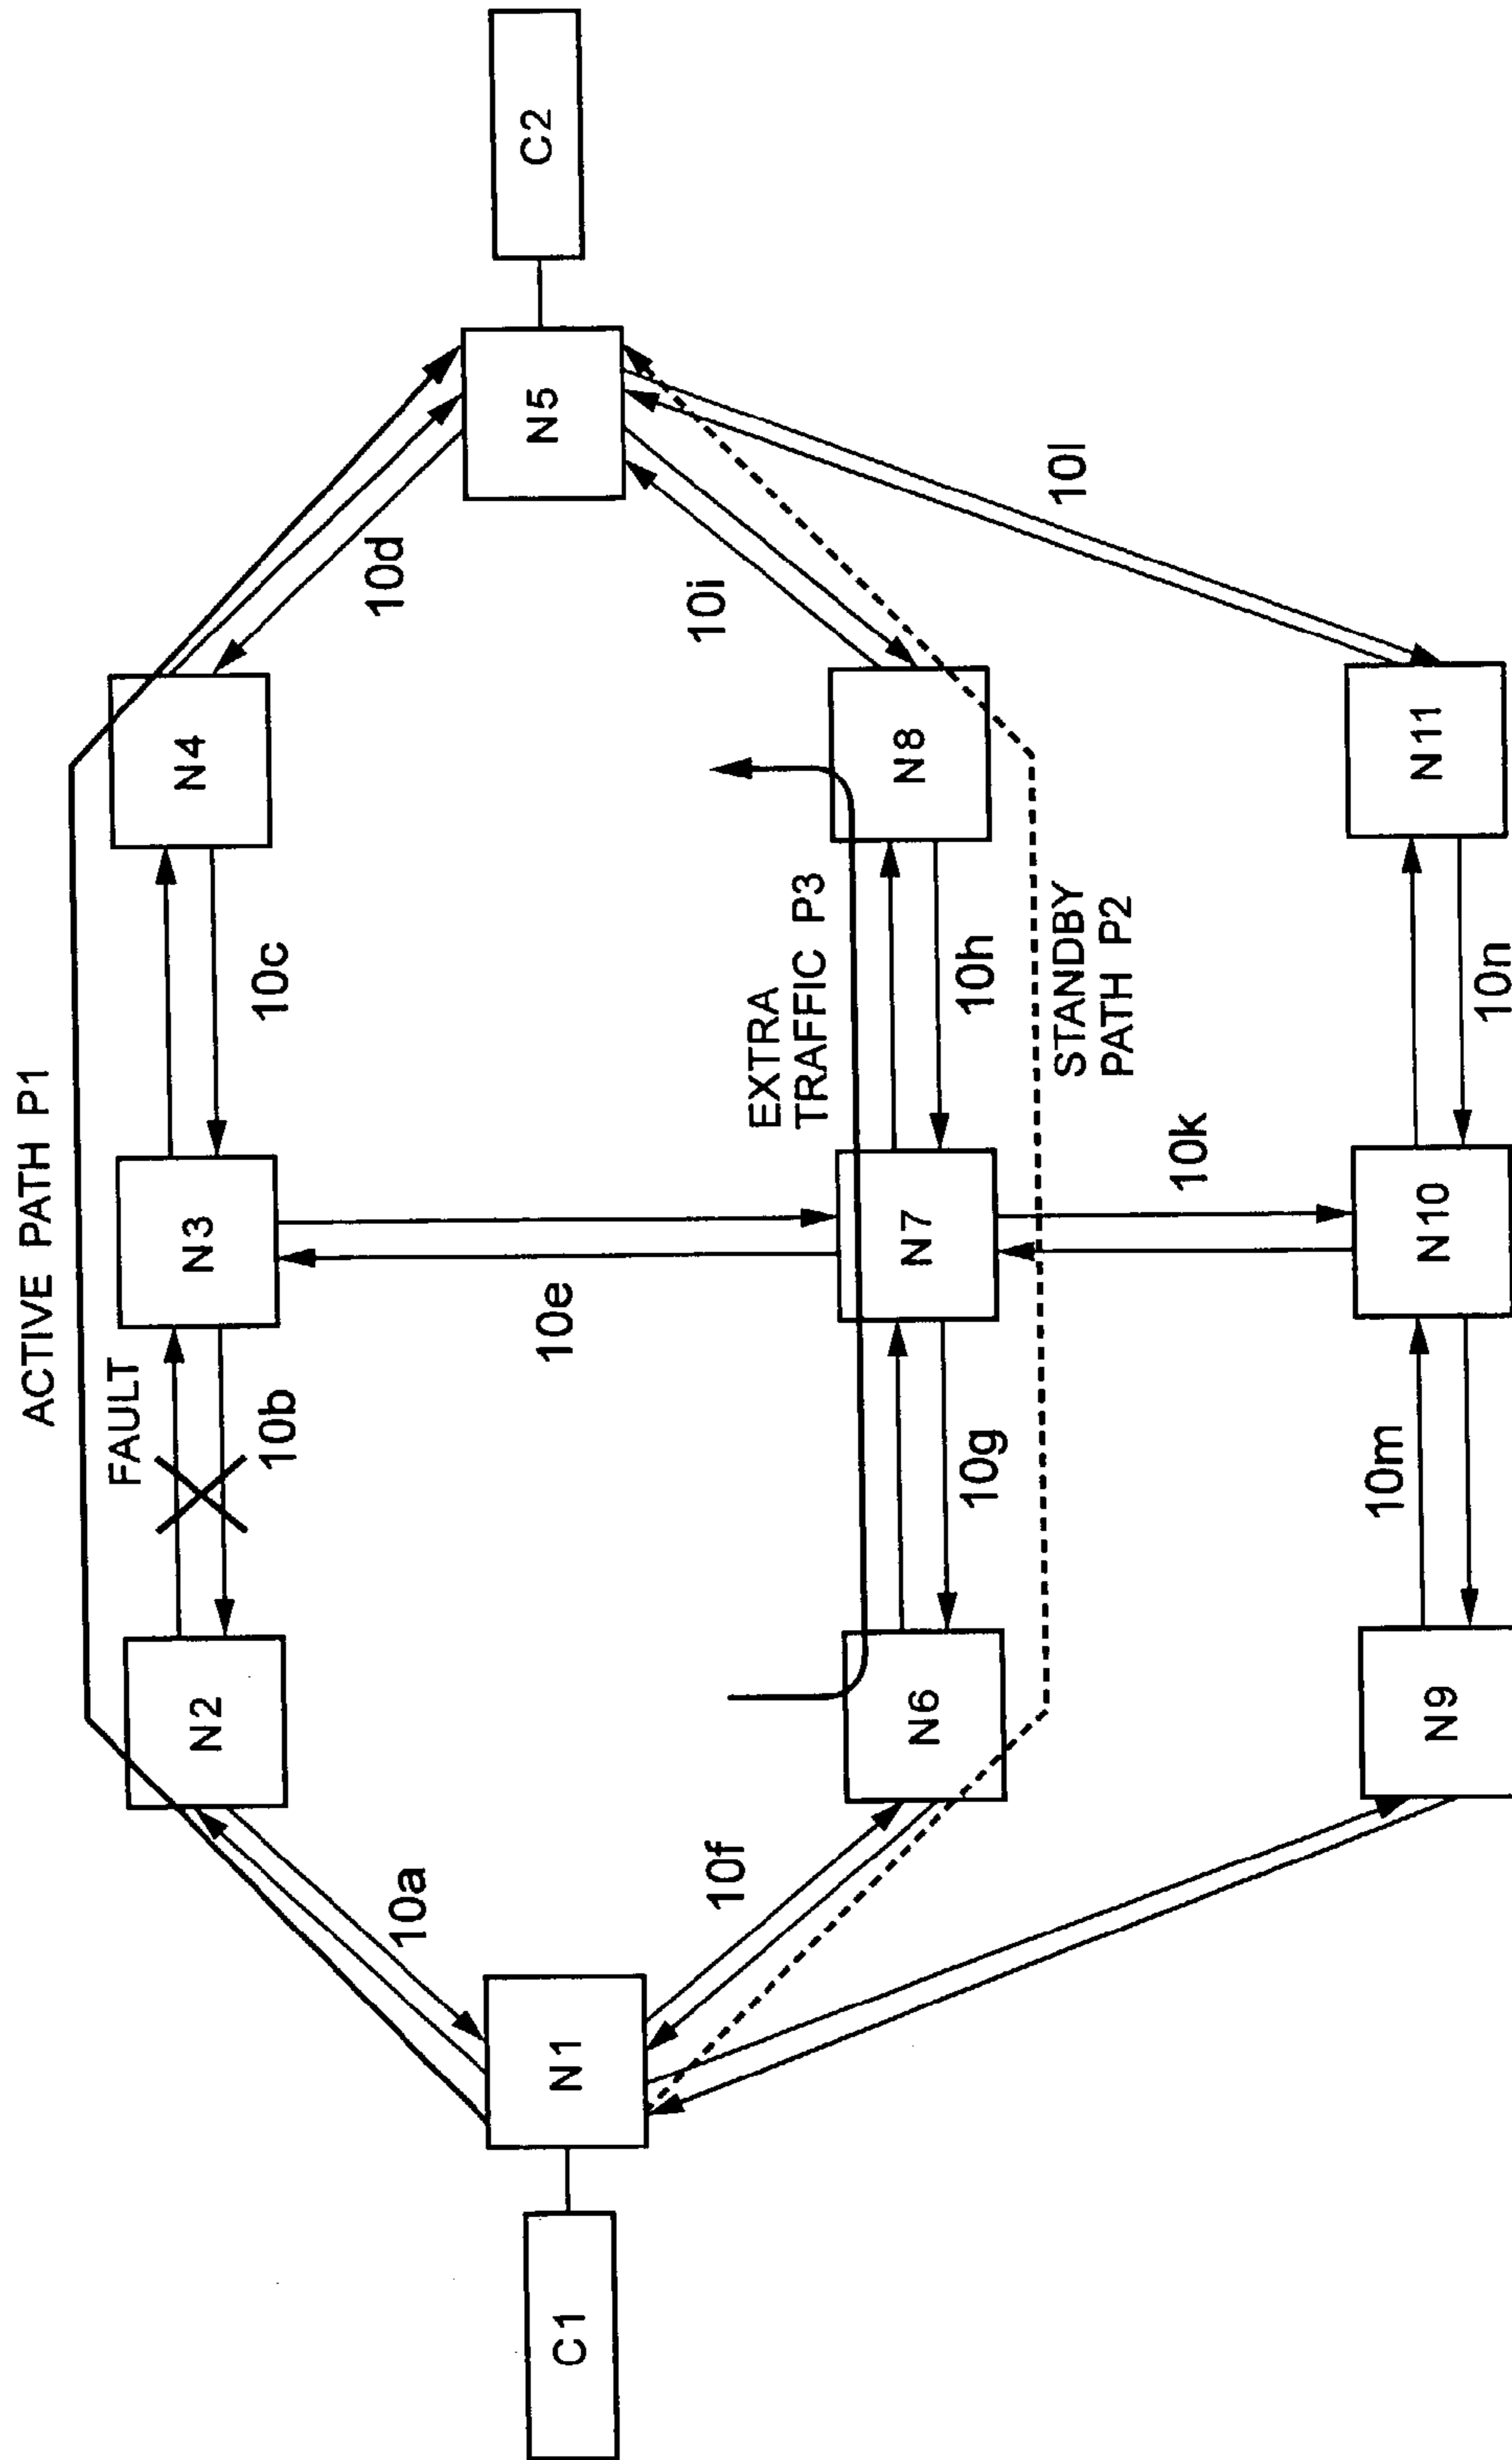 ACTIVE PATH P1
FAULT
N2
N3
N4
10a
10b
10c
10d
10e
C1
N1
N5
C2
EXTRA
TRAFFIC P3
10f
10g
10h
10i
N6
N7
N8
STANDBY
PATH P2
10k
10l
10m
10n
N9
N10
N11